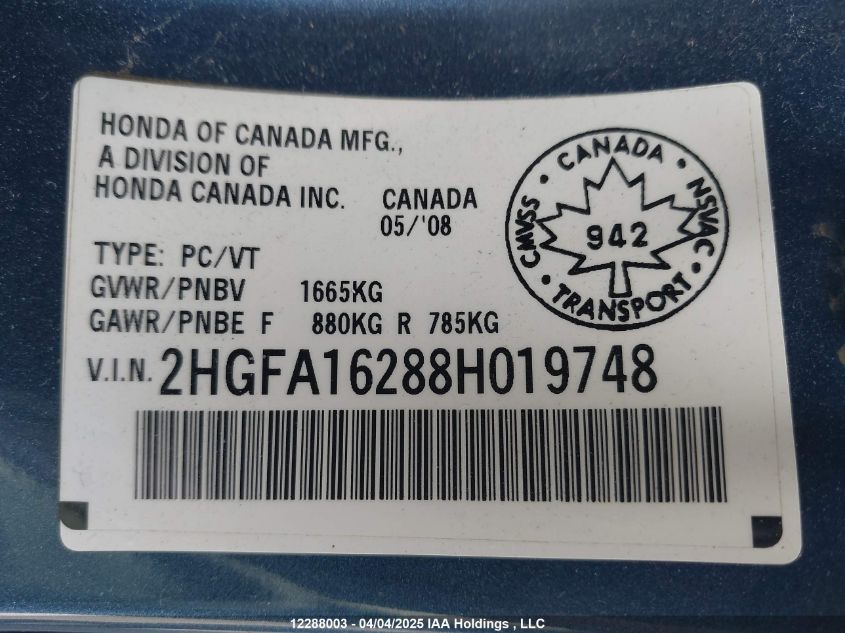 HONDA OF CANADA MFG.,
A DIVISION OF
HONDA CANADA INC. CANADA
05/'08
TYPE: PC/VT
GVWR/PNBV 1665KG
GAWR/PNBE F 880KG R 785KG
V.I.N. 2HGFA16288H019748
CMVSS • CANADA • NSVAC • TRANSPORT •
942
12288003 - 04/04/2025 IAA Holdings , LLC